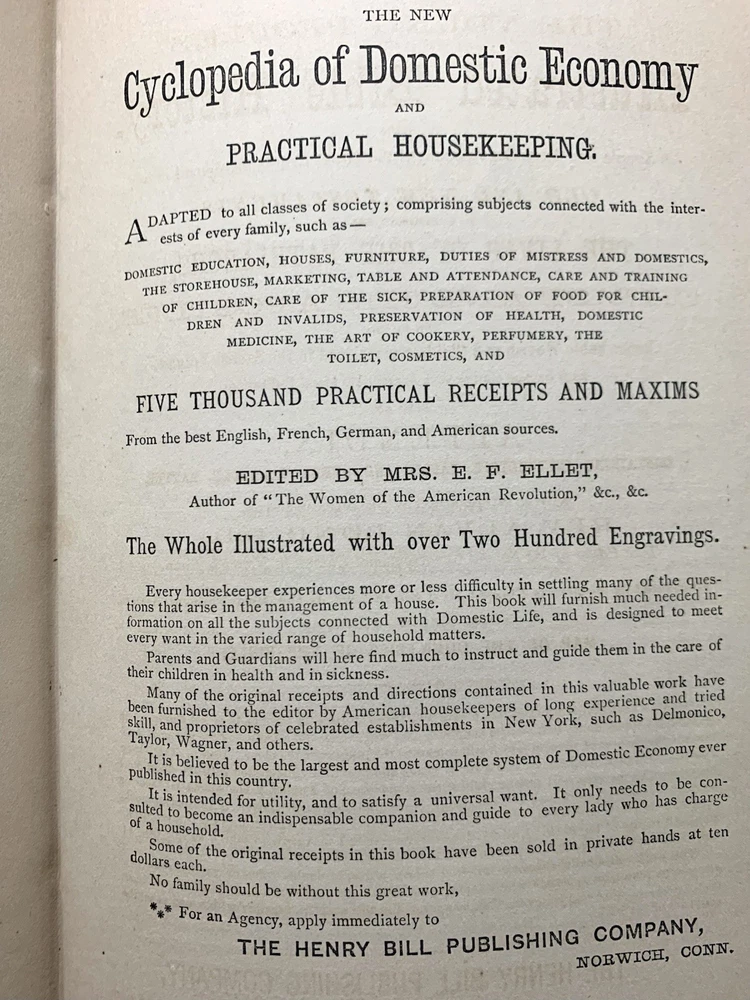 THE NEW
Cyclopedia of Domestic Economy
AND
PRACTICAL HOUSEKEEPING.
ADAPTED to all classes of society; comprising subjects connected with the inter-
ests of every family, such as—
DOMESTIC EDUCATION, HOUSES, FURNITURE, DUTIES OF MISTRESS AND DOMESTICS,
THE STOREHOUSE, MARKETING, TABLE AND ATTENDANCE, CARE AND TRAINING
OF CHILDREN, CARE OF THE SICK, PREPARATION OF FOOD FOR CHIL-
DREN AND INVALIDS, PRESERVATION OF HEALTH, DOMESTIC
MEDICINE, THE ART OF COOKERY, PERFUMERY, THE
TOILET, COSMETICS, AND
FIVE THOUSAND PRACTICAL RECEIPTS AND MAXIMS
From the best English, French, German, and American sources.
EDITED BY MRS. E. F. ELLET,
Author of "The Women of the American Revolution," &c., &c.
The Whole Illustrated with over Two Hundred Engravings.
Every housekeeper experiences more or less difficulty in settling many of the ques-
tions that arise in the management of a house. This book will furnish much needed in-
formation on all the subjects connected with Domestic Life, and is designed to meet
every want in the varied range of household matters.
Parents and Guardians will here find much to instruct and guide them in the care of
their children in health and in sickness.
Many of the original receipts and directions contained in this valuable work have
been furnished to the editor by American housekeepers of long experience and tried
skill, and proprietors of celebrated establishments in New York, such as Delmonico,
Taylor, Wagner, and others.
It is believed to be the largest and most complete system of Domestic Economy ever
published in this country.
It is intended for utility, and to satisfy a universal want. It only needs to be con-
sulted to become an indispensable companion and guide to every lady who has charge
of a household.
Some of the original receipts in this book have been sold in private hands at ten
dollars each.
No family should be without this great work,
*** For an Agency, apply immediately to
THE HENRY BILL PUBLISHING COMPANY,
NORWICH, CONN.